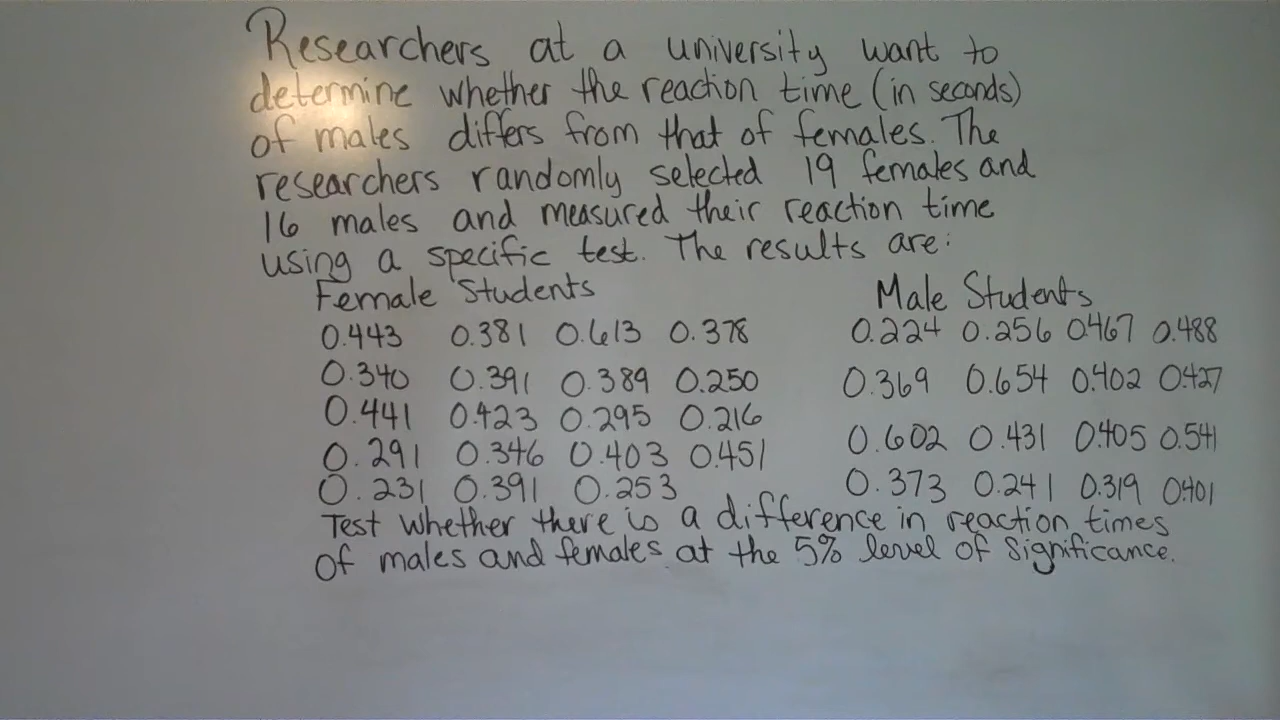 Researchers at a university want to
determine whether the reaction time (in seconds)
of males differs from that of females. The
researchers randomly selected 19 females and
16 males and measured their reaction time
using a specific test. The results are:
Female Students Male Students
0.443 0.381 0.613 0.378 0.224 0.256 0.467 0.488
0.340 0.391 0.389 0.250 0.369 0.654 0.402 0.427
0.441 0.423 0.295 0.216 0.602 0.431 0.405 0.541
0.291 0.346 0.403 0.451 0.373 0.241 0.319 0.401
0.231 0.391 0.253
Test whether there is a difference in reaction times
of males and females at the 5% level of significance.